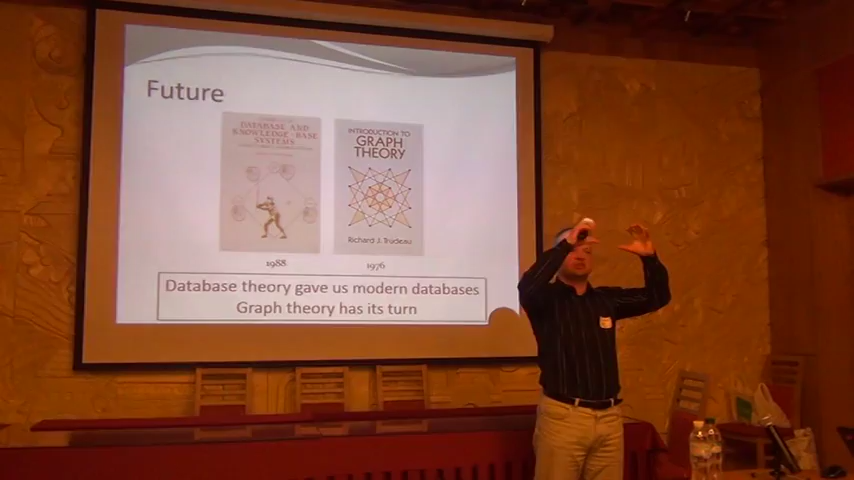 Future
DATABASE AND
KNOWLEDGE-BASE
SYSTEMS
INTRODUCTION TO
GRAPH
THEORY
Richard J. Trudeau
1988
1976
Database theory gave us modern databases
Graph theory has its turn